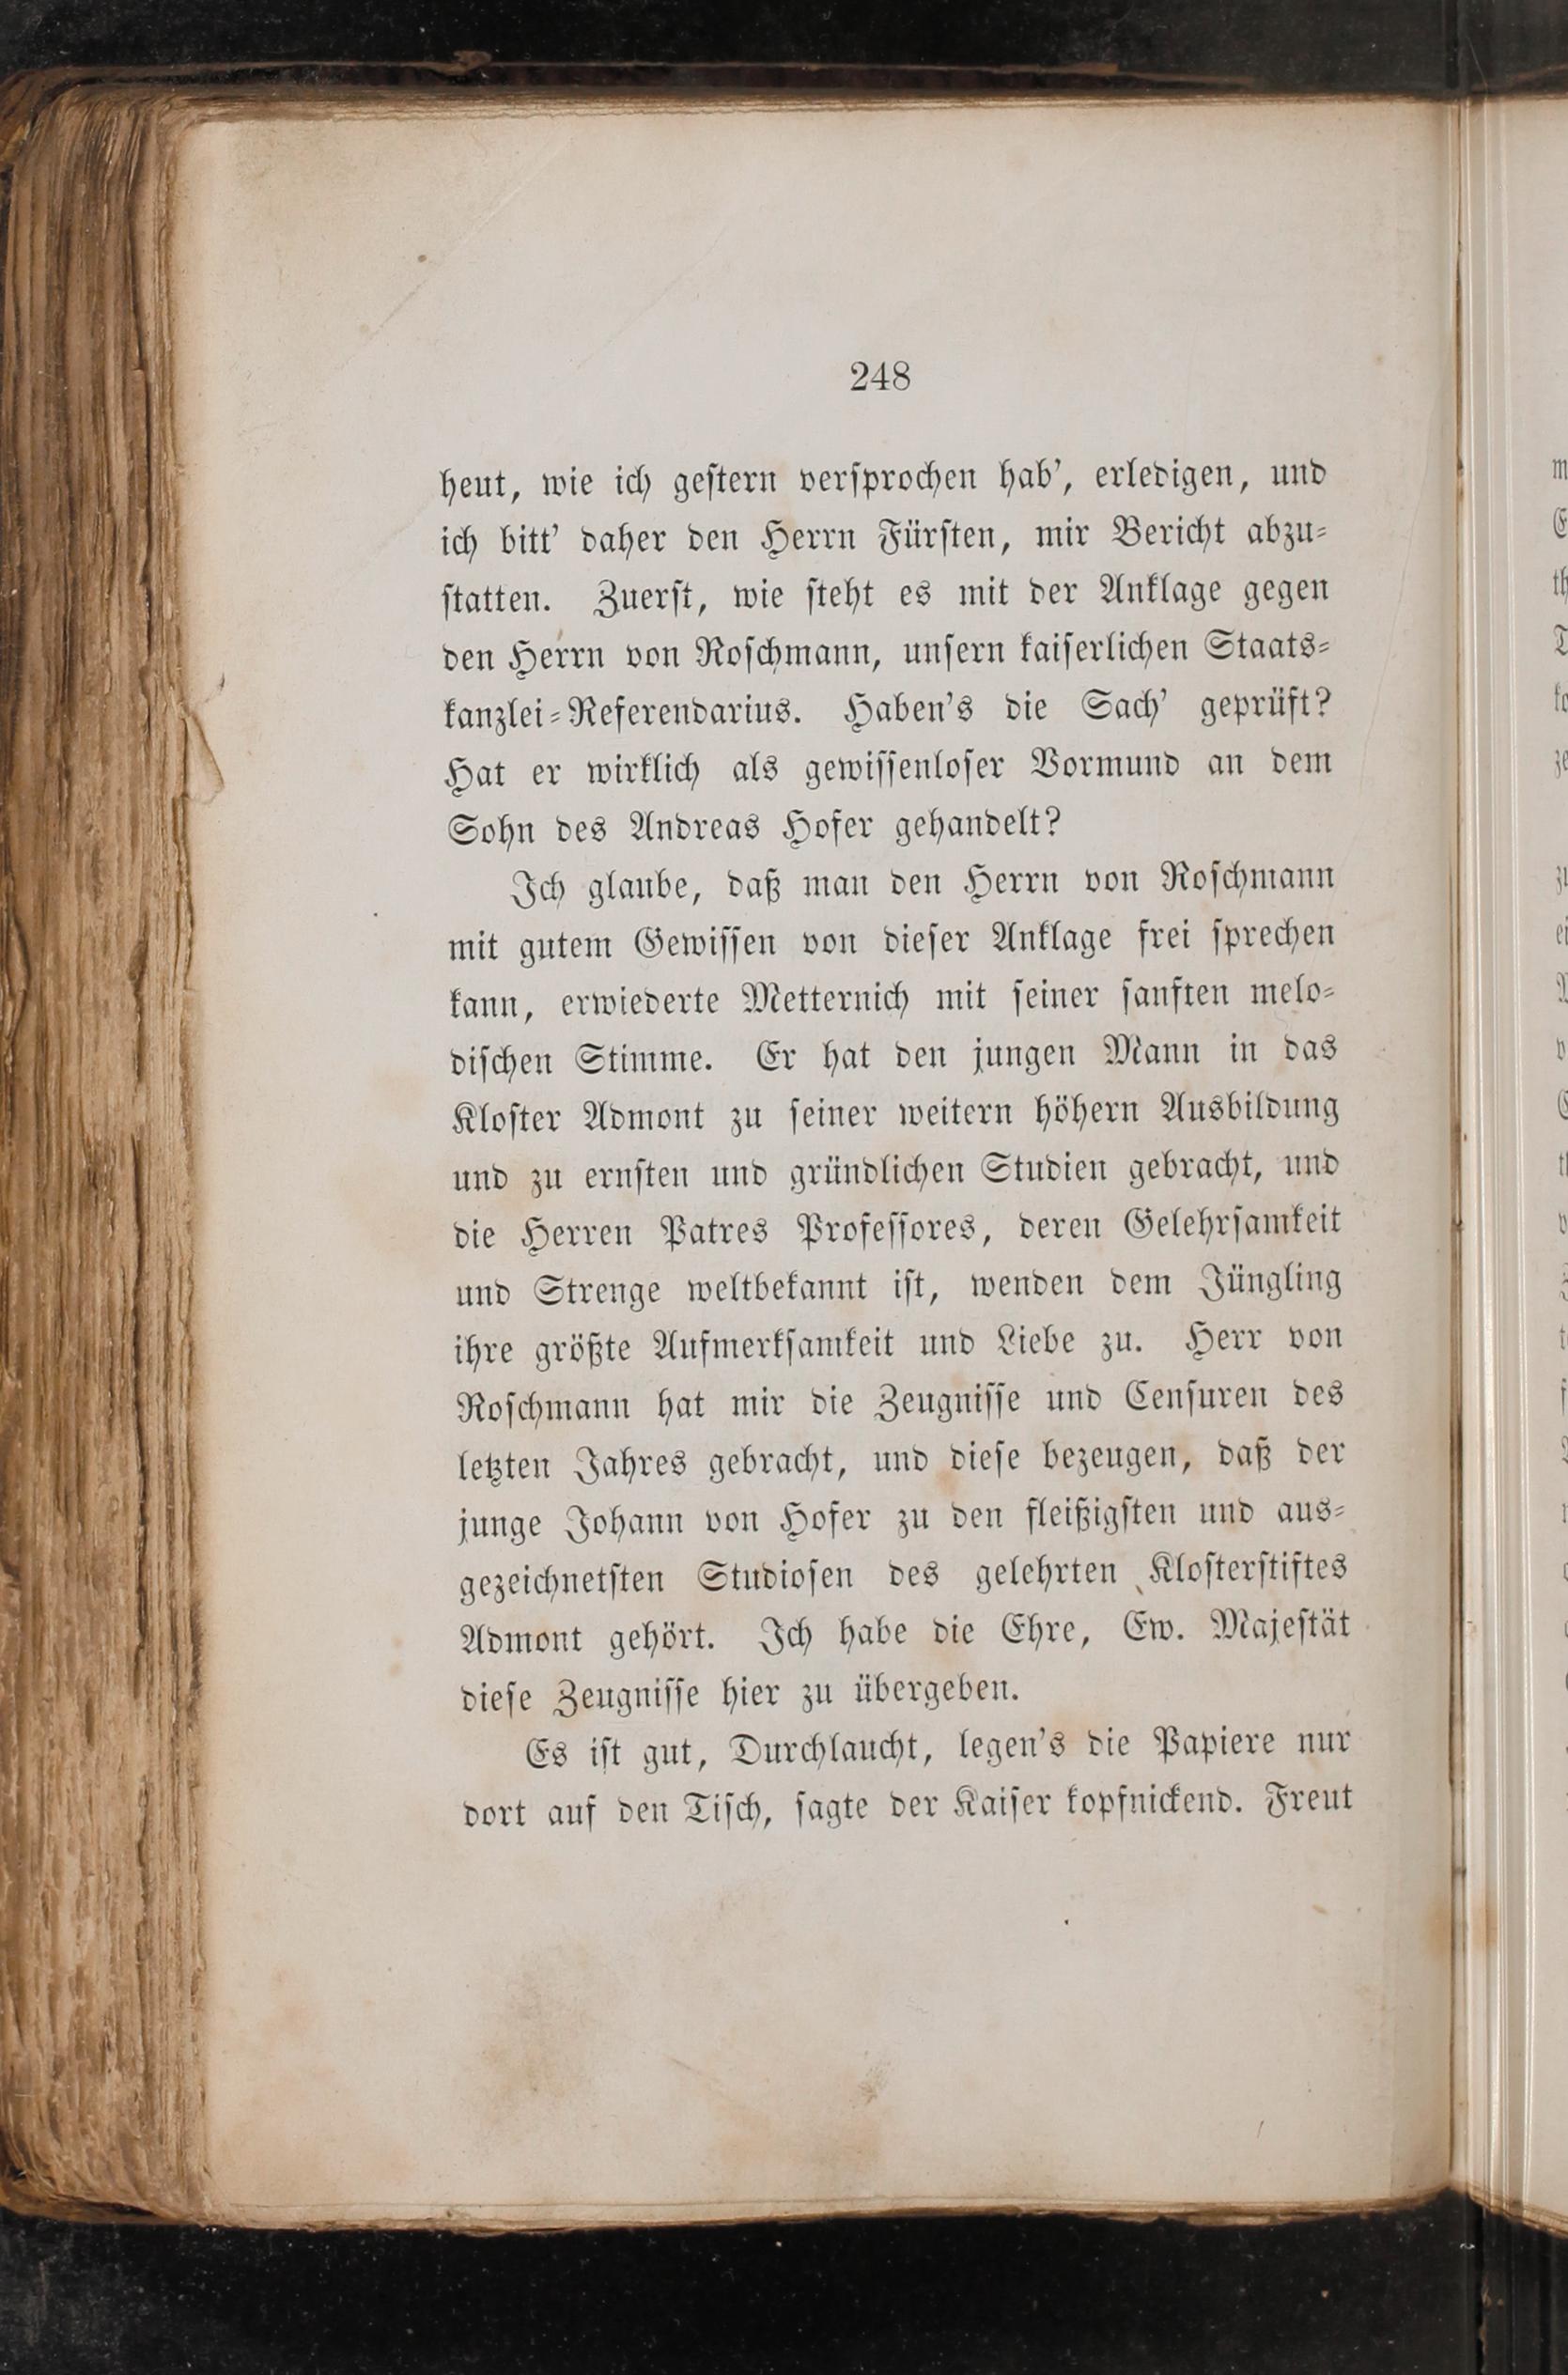 248
heut, wie ich geſtern verſprochen hab’, erledigen, und
ich bitt’ daher den Herrn Fürſten, mir Bericht abzu⸗
ſtatten. Zuerſt, wie ſteht es mit der Anklage gegen
den Herrn von Roſchmann, unſern kaiſerlichen Staats⸗
kanzlei⸗Referendarius. Haben’s die Sach’ geprüft?
Hat er wirklich als gewiſſenloſer Vormund an dem
Sohn des Andreas Hofer gehandelt?
Ich glaube, daß man den Herrn von Roſchmann
mit gutem Gewiſſen von dieſer Anklage frei ſprechen
kann, erwiederte Metternich mit ſeiner ſanften melo⸗
diſchen Stimme. Er hat den jungen Mann in das
Kloſter Admont zu ſeiner weitern höhern Ausbildung
und zu ernſten und gründlichen Studien gebracht, und
die Herren Patres Profeſſores, deren Gelehrſamkeit
und Strenge weltbekannt iſt, wenden dem Jüngling
ihre größte Aufmerkſamkeit und Liebe zu. Herr von
Roſchmann hat mir die Zeugniſſe und Cenſuren des
letzten Jahres gebracht, und dieſe bezeugen, daß der
junge Johann von Hofer zu den fleißigſten und aus⸗
gezeichnetſten Studioſen des gelehrten Kloſterſtiftes
Admont gehört. Ich habe die Ehre, Ew. Majeſtät
dieſe Zeugniſſe hier zu übergeben.
Es iſt gut, Durchlaucht, legen’s die Papiere nur
dort auf den Tiſch, ſagte der Kaiſer kopfnickend. Freut